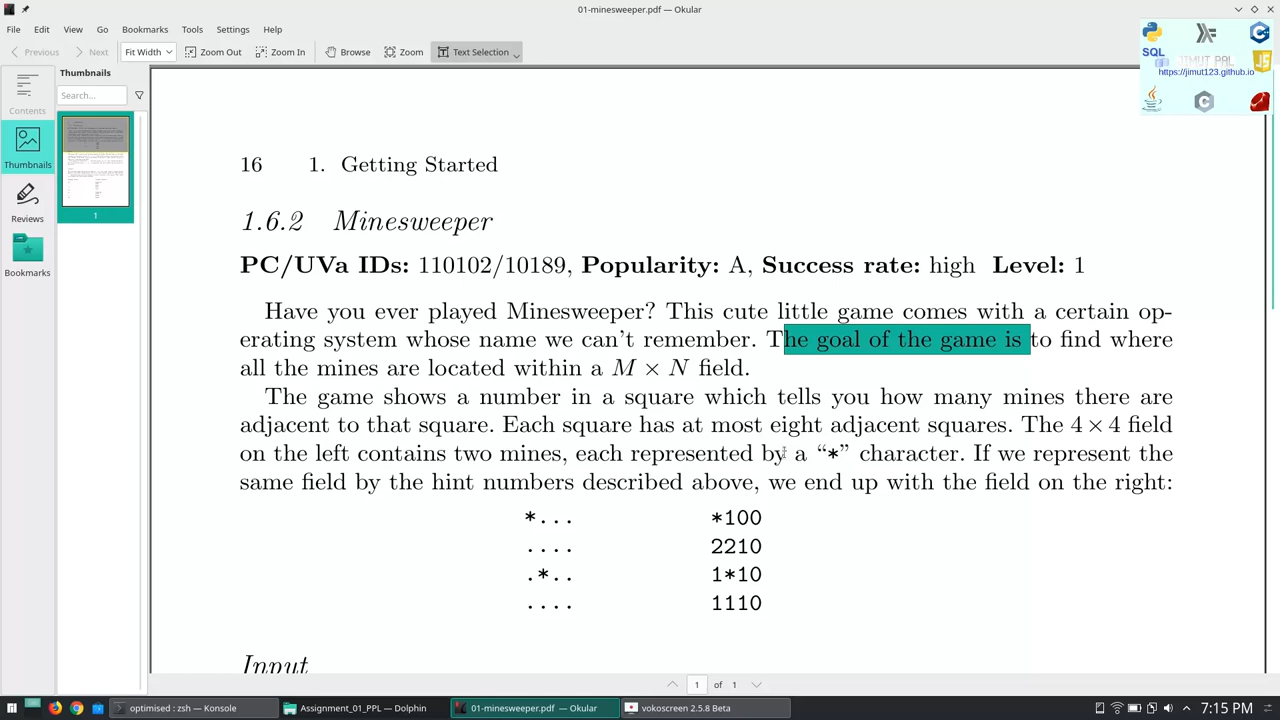 01-minesweeper.pdf — Okular
File Edit View Go Bookmarks Tools Settings Help
Previous Next Fit Width Zoom Out Zoom In Browse Zoom Text Selection
SQL
JIMUT PAL
JS
https://jimut123.github.io
Contents
Thumbnails
Reviews
Bookmarks
Thumbnails
Search...
1
16 1. Getting Started
1.6.2 Minesweeper
PC/UVa IDs: 110102/10189, Popularity: A, Success rate: high Level: 1
Have you ever played Minesweeper? This cute little game comes with a certain op-
erating system whose name we can't remember. The goal of the game is to find where
all the mines are located within a M × N field.
The game shows a number in a square which tells you how many mines there are
adjacent to that square. Each square has at most eight adjacent squares. The 4 × 4 field
on the left contains two mines, each represented by a “*” character. If we represent the
same field by the hint numbers described above, we end up with the field on the right:
*... *100
.... 2210
.*.. 1*10
.... 1110
Input
1 of 1
optimised : zsh — Konsole Assignment_01_PPL — Dolphin 01-minesweeper.pdf — Okular vokoscreen 2.5.8 Beta 7:15 PM